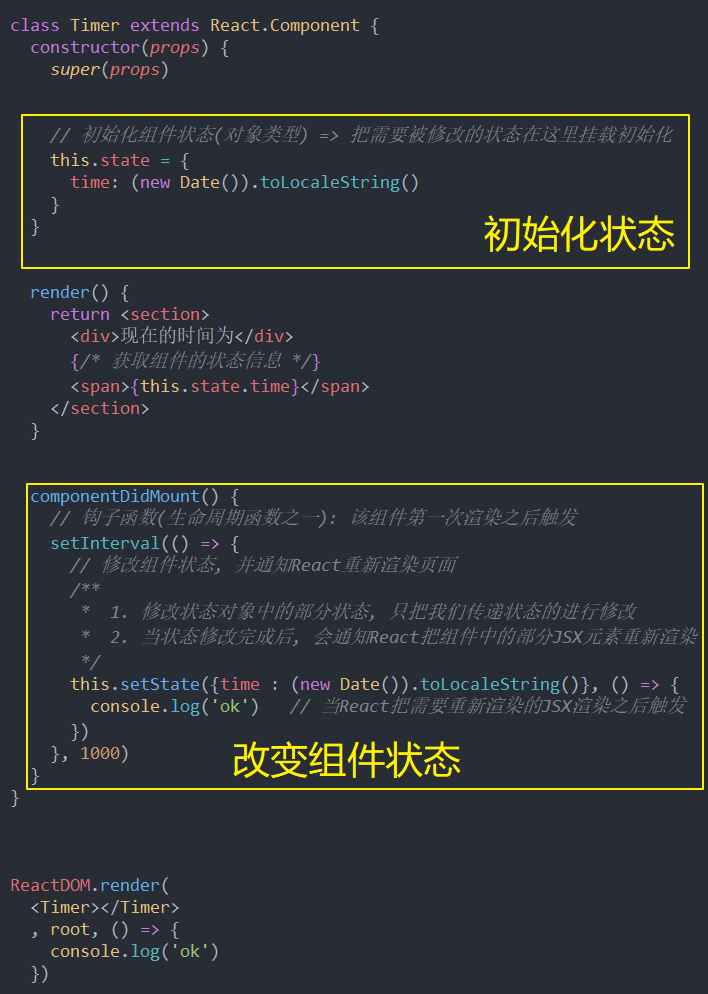 class Timer extends React.Component {
constructor(props) {
super(props)
// 初始化组件状态(对象类型) => 把需要被修改的状态在这里挂载初始化
this.state = {
time: (new Date()).toLocaleString()
}
}
初始化状态
render() {
return <section>
<div>现在的时间为</div>
{/* 获取组件的状态信息 */}
<span>{this.state.time}</span>
</section>
}
componentDidMount() {
// 钩子函数(生命周期函数之一): 该组件第一次渲染之后触发
setInterval(() => {
// 修改组件状态, 并通知React重新渲染页面
/**
* 1. 修改状态对象中的部分状态, 只把我们传递状态的进行修改
* 2. 当状态修改完成后, 会通知React把组件中的部分JSX元素重新渲染
*/
this.setState({time : (new Date()).toLocaleString()}, () => {
console.log('ok') // 当React把需要重新渲染的JSX渲染之后触发
})
}, 1000)
改变组件状态
}
}
ReactDOM.render(
<Timer></Timer>
, root, () => {
console.log('ok')
})